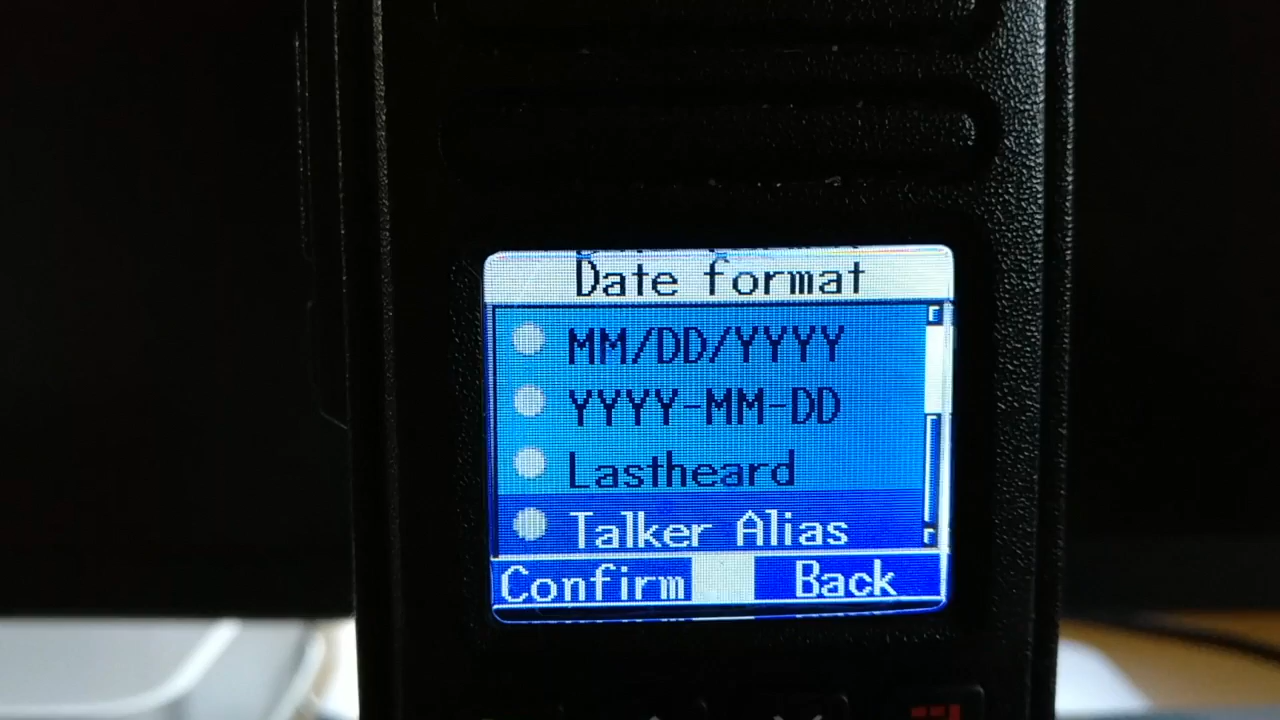 Date format
MM/DD/YYYY
YYYY-MM-DD
Lastheard
Talker Alias
Confirm Back